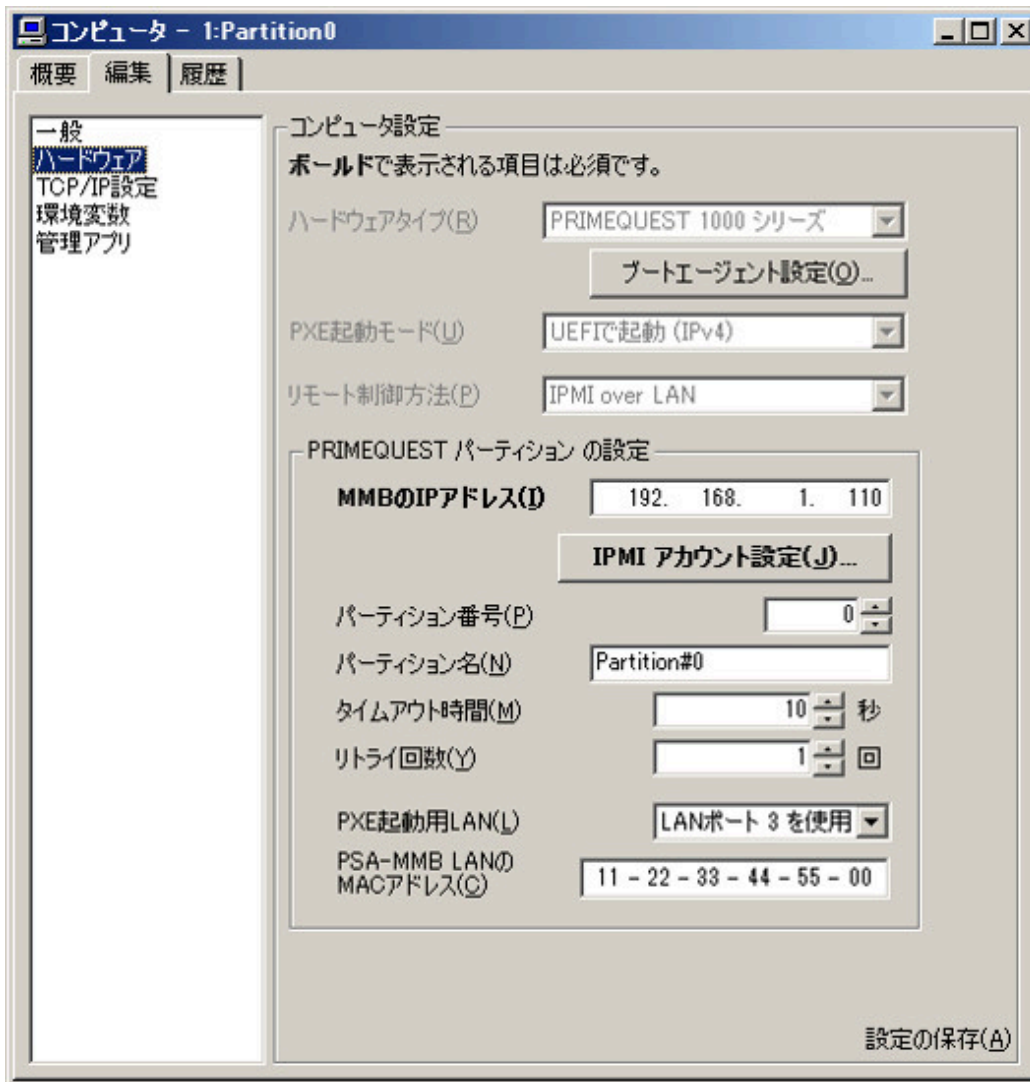 コンピュータ - 1:Partition0
概要 編集 履歴
一般
ハードウェア
TCP/IP設定
環境変数
管理アプリ
コンピュータ設定
ボールドで表示される項目は必須です。
ハードウェアタイプ(R) PRIMEQUEST 1000 シリーズ
ブートエージェント設定(O)...
PXE起動モード(U) UEFIで起動 (IPv4)
リモート制御方法(P) IPMI over LAN
PRIMEQUEST パーティション の設定
MMBのIPアドレス(I) 192. 168. 1. 110
IPMI アカウント設定(J)...
パーティション番号(P) 0
パーティション名(N) Partition#0
タイムアウト時間(M) 10 秒
リトライ回数(Y) 1 回
PXE起動用LAN(L) LANポート 3 を使用
PSA-MMB LANの
MACアドレス(C) 11 - 22 - 33 - 44 - 55 - 00
設定の保存(A)